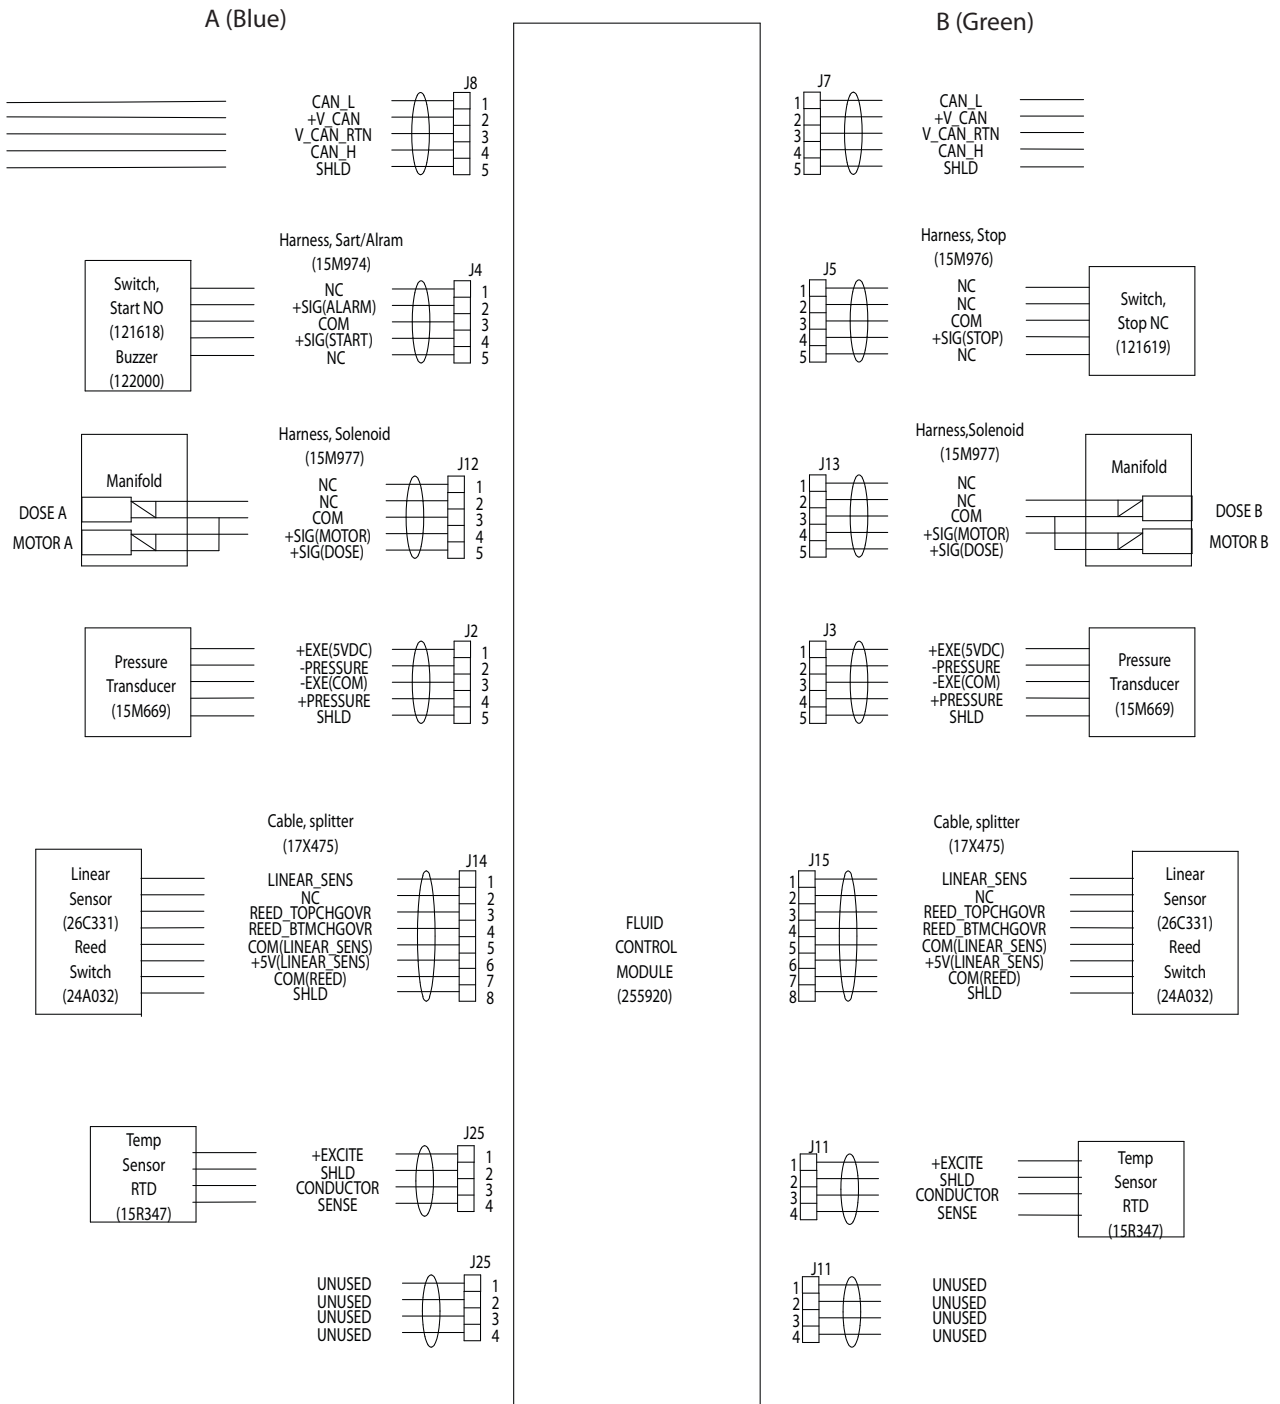 A (Blue)
J8
CAN_L 1
+V_CAN 2
V_CAN_RTN 3
CAN_H 4
SHLD 5
Harness, Sart/Alram
(15M974)
J4
Switch,
Start NO
(121618)
Buzzer
(122000)
NC 1
+SIG(ALARM) 2
COM 3
+SIG(START) 4
NC 5
Harness, Solenoid
(15M977)
J12
Manifold
DOSE A
MOTOR A
NC 1
NC 2
COM 3
+SIG(MOTOR) 4
+SIG(DOSE) 5
J2
Pressure
Transducer
(15M669)
+EXE(5VDC) 1
-PRESSURE 2
-EXE(COM) 3
+PRESSURE 4
SHLD 5
Cable, splitter
(17X475)
J14
Linear
Sensor
(26C331)
Reed
Switch
(24A032)
LINEAR_SENS 1
NC 2
REED_TOPCHGOVR 3
REED_BTMCHGOVR 4
COM(LINEAR_SENS) 5
+5V(LINEAR_SENS) 6
COM(REED) 7
SHLD 8
J25
Temp
Sensor
RTD
(15R347)
+EXCITE 1
SHLD 2
CONDUCTOR 3
SENSE 4
J25
UNUSED 1
UNUSED 2
UNUSED 3
UNUSED 4
FLUID
CONTROL
MODULE
(255920)
B (Green)
J7
1 CAN_L
2 +V_CAN
3 V_CAN_RTN
4 CAN_H
5 SHLD
Harness, Stop
(15M976)
J5
1 NC
2 NC
3 COM
4 +SIG(STOP)
5 NC
Switch,
Stop NC
(121619)
Harness,Solenoid
(15M977)
J13
1 NC
2 NC
3 COM
4 +SIG(MOTOR)
5 +SIG(DOSE)
Manifold
DOSE B
MOTOR B
J3
1 +EXE(5VDC)
2 -PRESSURE
3 -EXE(COM)
4 +PRESSURE
5 SHLD
Pressure
Transducer
(15M669)
Cable, splitter
(17X475)
J15
1 LINEAR_SENS
2 NC
3 REED_TOPCHGOVR
4 REED_BTMCHGOVR
5 COM(LINEAR_SENS)
6 +5V(LINEAR_SENS)
7 COM(REED)
8 SHLD
Linear
Sensor
(26C331)
Reed
Switch
(24A032)
J11
1 +EXCITE
2 SHLD
3 CONDUCTOR
4 SENSE
Temp
Sensor
RTD
(15R347)
J11
1 UNUSED
2 UNUSED
3 UNUSED
4 UNUSED